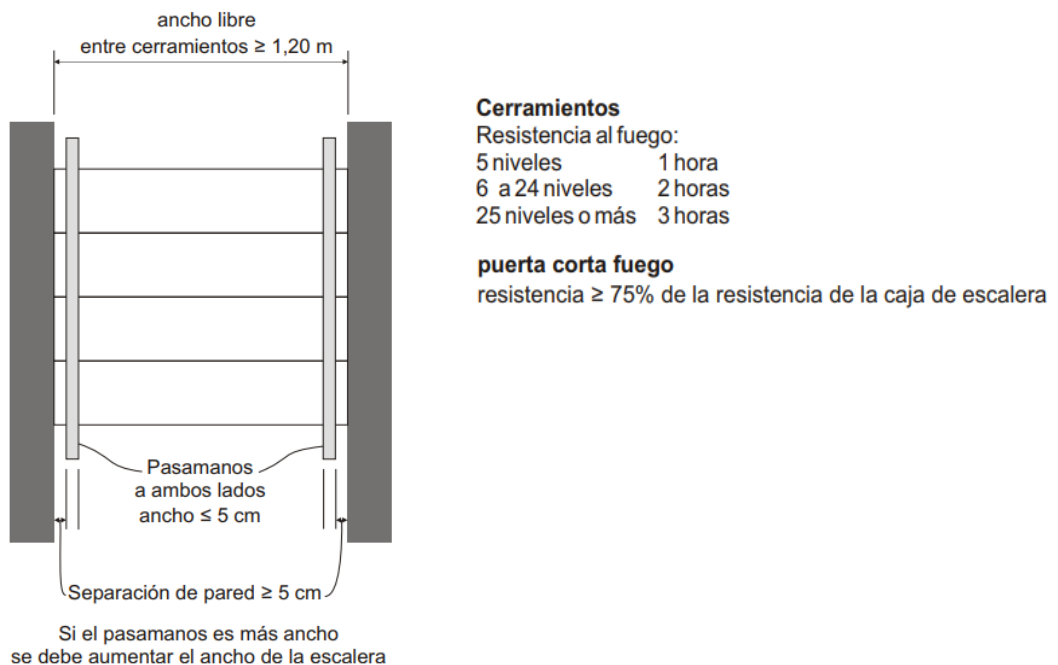 ancho libre
entre cerramientos ≥ 1,20 m
Cerramientos
Resistencia al fuego:
5 niveles 1 hora
6 a 24 niveles 2 horas
25 niveles o más 3 horas
puerta corta fuego
resistencia ≥ 75% de la resistencia de la caja de escalera
Pasamanos
a ambos lados
ancho ≤ 5 cm
Separación de pared ≥ 5 cm
Si el pasamanos es más ancho
se debe aumentar el ancho de la escalera